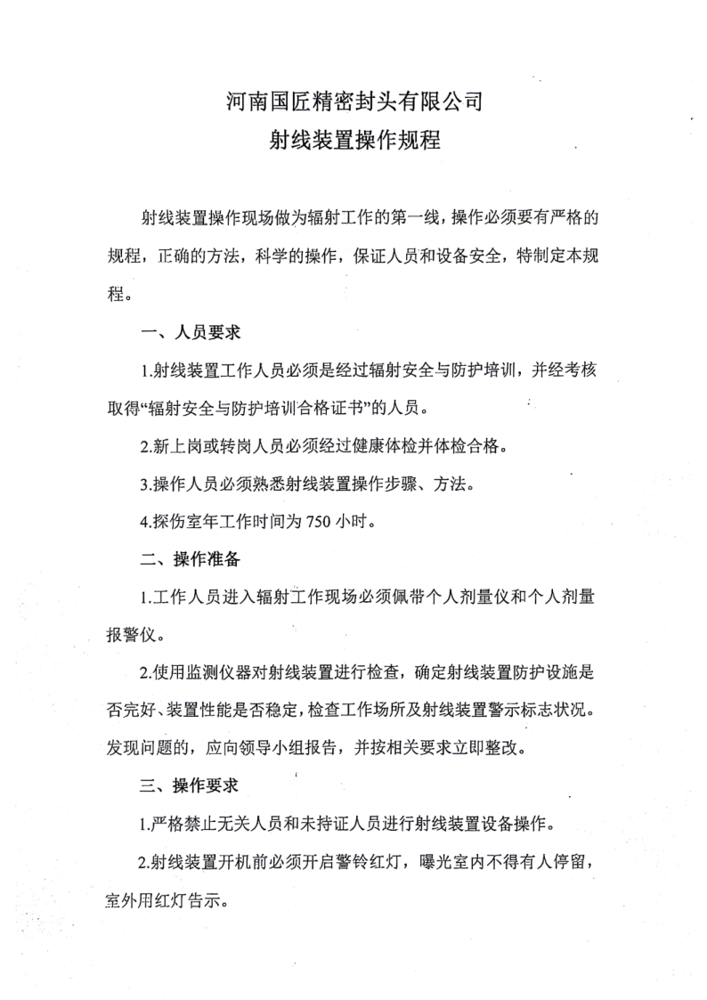 河南国匠精密封头有限公司
射线装置操作规程
射线装置操作现场做为辐射工作的第一线,操作必须要有严格的
规程，正确的方法，科学的操作，保证人员和设备安全，特制定本规
程。
一、人员要求
1.射线装置工作人员必须是经过辐射安全与防护培训，并经考核
取得“辐射安全与防护培训合格证书”的人员。
2.新上岗或转岗人员必须经过健康体检并体检合格。
3.操作人员必须熟悉射线装置操作步骤、方法。
4.探伤室年工作时间为 750 小时。
二、操作准备
1.工作人员进入辐射工作现场必须佩带个人剂量仪和个人剂量
报警仪。
2.使用监测仪器对射线装置进行检查，确定射线装置防护设施是
否完好、装置性能是否稳定,检查工作场所及射线装置警示标志状况。
发现问题的，应向领导小组报告，并按相关要求立即整改。
三、操作要求
1.严格禁止无关人员和未持证人员进行射线装置设备操作。
2.射线装置开机前必须开启警铃红灯，曝光室内不得有人停留，
室外用红灯告示。